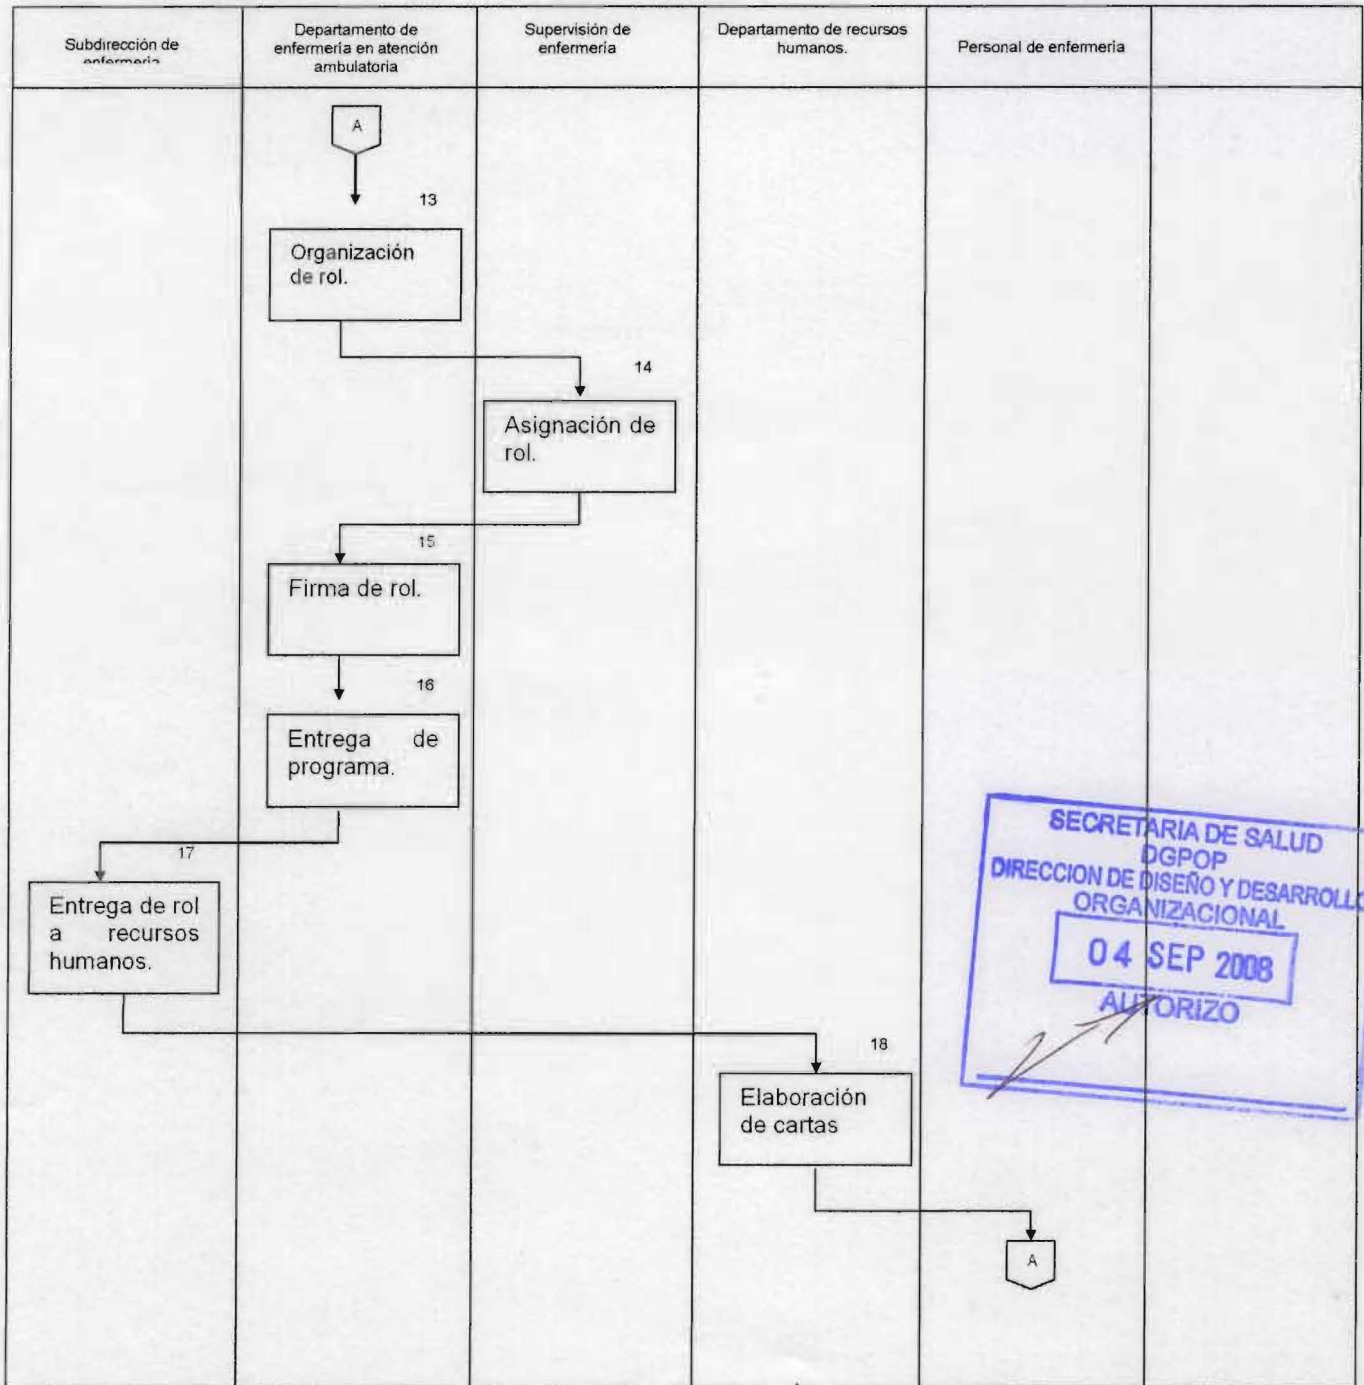 Subdirección de
enfermeria
Departamento de
enfermería en atención
ambulatoria
Supervisión de
enfermería
Departamento de recursos
humanos.
Personal de enfermería
A
13
Organización
de rol.
14
Asignación de
rol.
15
Firma de rol.
16
Entrega de
programa.
17
Entrega de rol
a recursos
humanos.
18
Elaboración
de cartas
A
SECRETARIA DE SALUD
DGPOP
DIRECCION DE DISEÑO Y DESARROLLO
ORGANIZACIONAL
04 SEP 2008
AUTORIZO